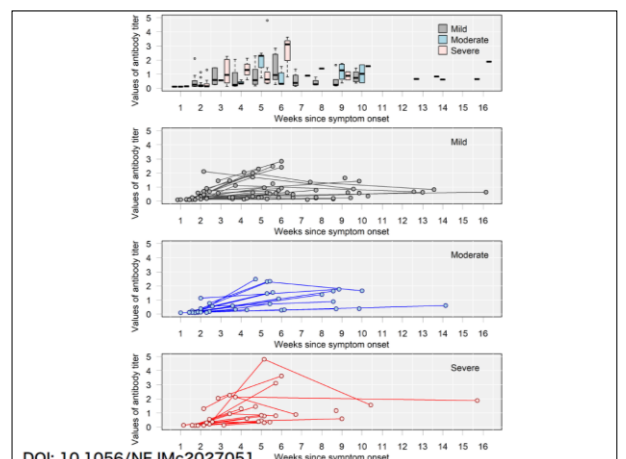 Values of antibody titer
5
4
3
2
1
0
Mild
Moderate
Severe
1 2 3 4 5 6 7 8 9 10 11 12 13 14 16
Weeks since symptom onset
Values of antibody titer
5
4
3
2
1
0
Mild
1 2 3 4 5 6 7 8 9 10 11 12 13 14 16
Weeks since symptom onset
Values of antibody titer
5
4
3
2
1
0
Moderate
1 2 3 4 5 6 7 8 9 10 11 12 13 14 16
Weeks since symptom onset
Values of antibody titer
5
4
3
2
1
0
Severe
1 2 3 4 5 6 7 8 9 10 11 12 13 14 16
Weeks since symptom onset
DOI: 10.1056/NEJMc2027051